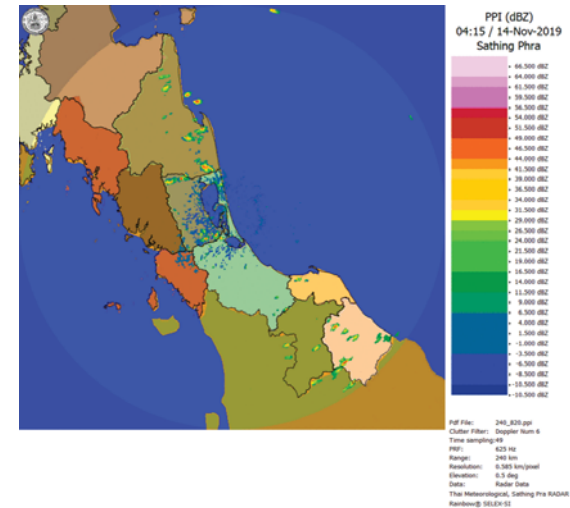 PPI (dBZ)
04:15 / 14-Nov-2019
Sathing Phra
+ 66.500 dBZ
+ 64.000 dBZ
+ 61.500 dBZ
+ 59.500 dBZ
+ 56.500 dBZ
+ 54.000 dBZ
+ 51.500 dBZ
+ 49.000 dBZ
+ 46.500 dBZ
+ 44.000 dBZ
+ 41.500 dBZ
+ 39.000 dBZ
+ 36.500 dBZ
+ 34.000 dBZ
+ 31.500 dBZ
+ 29.000 dBZ
+ 26.500 dBZ
+ 24.000 dBZ
+ 21.500 dBZ
+ 19.000 dBZ
+ 16.500 dBZ
+ 14.000 dBZ
+ 11.500 dBZ
+ 9.000 dBZ
+ 6.500 dBZ
+ 4.000 dBZ
+ 1.500 dBZ
+ -1.000 dBZ
+ -3.500 dBZ
+ -6.500 dBZ
+ -8.500 dBZ
+ -10.500 dBZ
- -10.500 dBZ
Pdf File: 240_820.ppi
Clutter Filter: Doppler Num 6
Time sampling:49
PRF: 625 Hz
Range: 240 km
Resolution: 0.585 km/pixel
Elevation: 0.5 deg
Data: Radar Data
Thai Meteorological, Sathing Pra RADAR
Rainbow® SELEX-SI